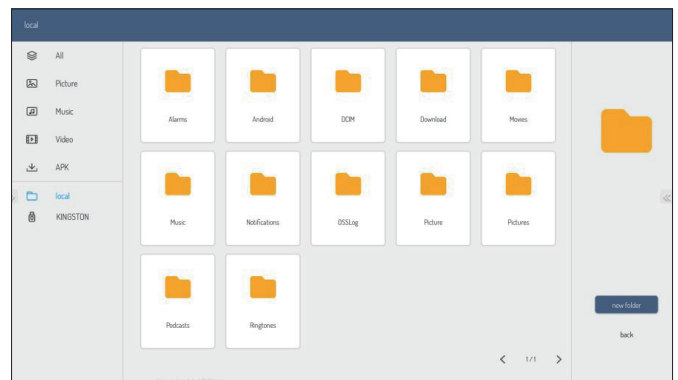 local
All
Picture
Music
Video
APK
local
KINGSTON
Alarms
Android
DCIM
Download
Movies
Music
Notifications
OSSLog
Picture
Pictures
Podcasts
Ringtones
1/1
new folder
back